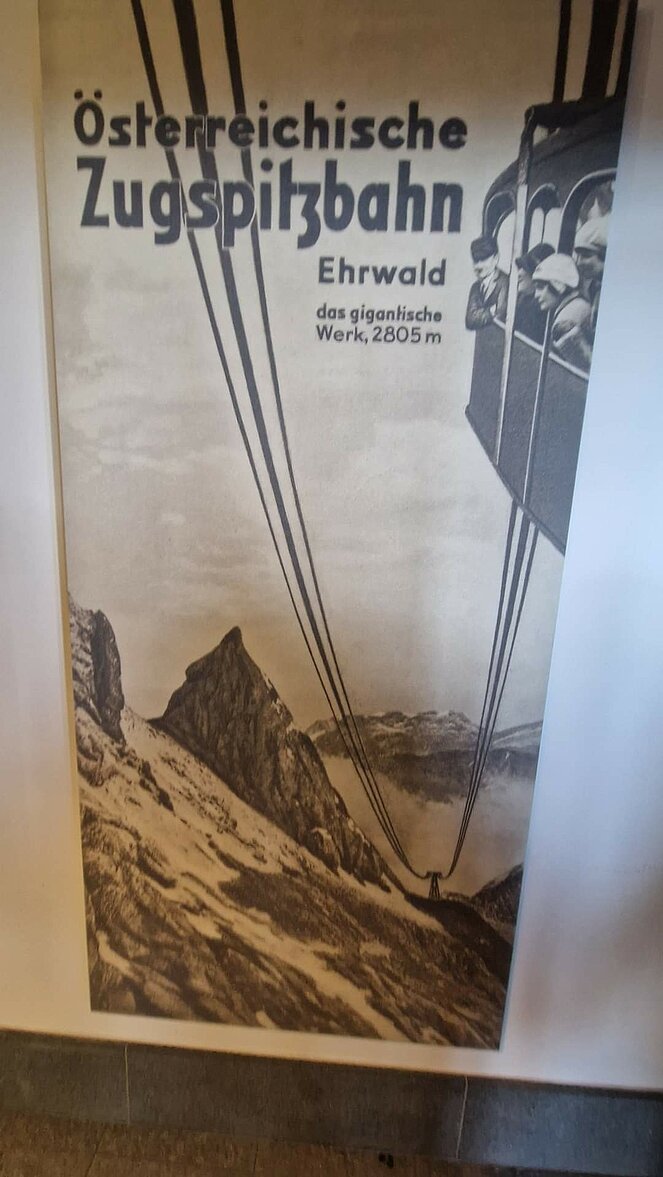 Österreichische
Zugspitzbahn
Ehrwald
das gigantische
Werk, 2805 m